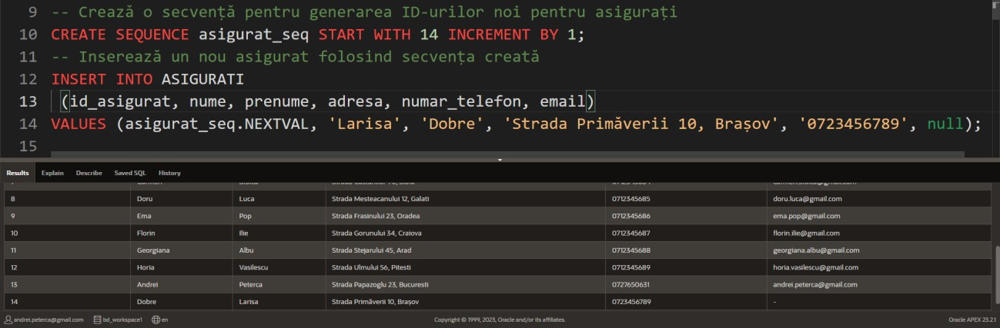 9 -- Crează o secvență pentru generarea ID-urilor noi pentru asigurați
10 CREATE SEQUENCE asigurat_seq START WITH 14 INCREMENT BY 1;
11 -- Inserează un nou asigurat folosind secvența creată
12 INSERT INTO ASIGURATI
13 (id_asigurat, nume, prenume, adresa, numar_telefon, email)
14 VALUES (asigurat_seq.NEXTVAL, 'Larisa', 'Dobre', 'Strada Primăverii 10, Brașov', '0723456789', null);
15
Results Explain Describe Saved SQL History
8 Doru Luca Strada Mesteacanului 12, Galati 0712345685 doru.luca@gmail.com
9 Ema Pop Strada Frasinului 23, Oradea 0712345686 ema.pop@gmail.com
10 Florin Ilie Strada Gorunului 34, Craiova 0712345687 florin.ilie@gmail.com
11 Georgiana Albu Strada Stejarului 45, Arad 0712345688 georgiana.albu@gmail.com
12 Horia Vasilescu Strada Ulmului 56, Pitesti 0712345689 horia.vasilescu@gmail.com
13 Andrei Peterca Strada Papazoglu 23, Bucuresti 0727650631 andrei.peterca@gmail.com
14 Dobre Larisa Strada Primăverii 10, Brașov 0723456789 -
andrei.peterca@gmail.com bd_workspace1 en Copyright © 1999, 2023, Oracle and/or its affiliates. Oracle APEX 23.2.1